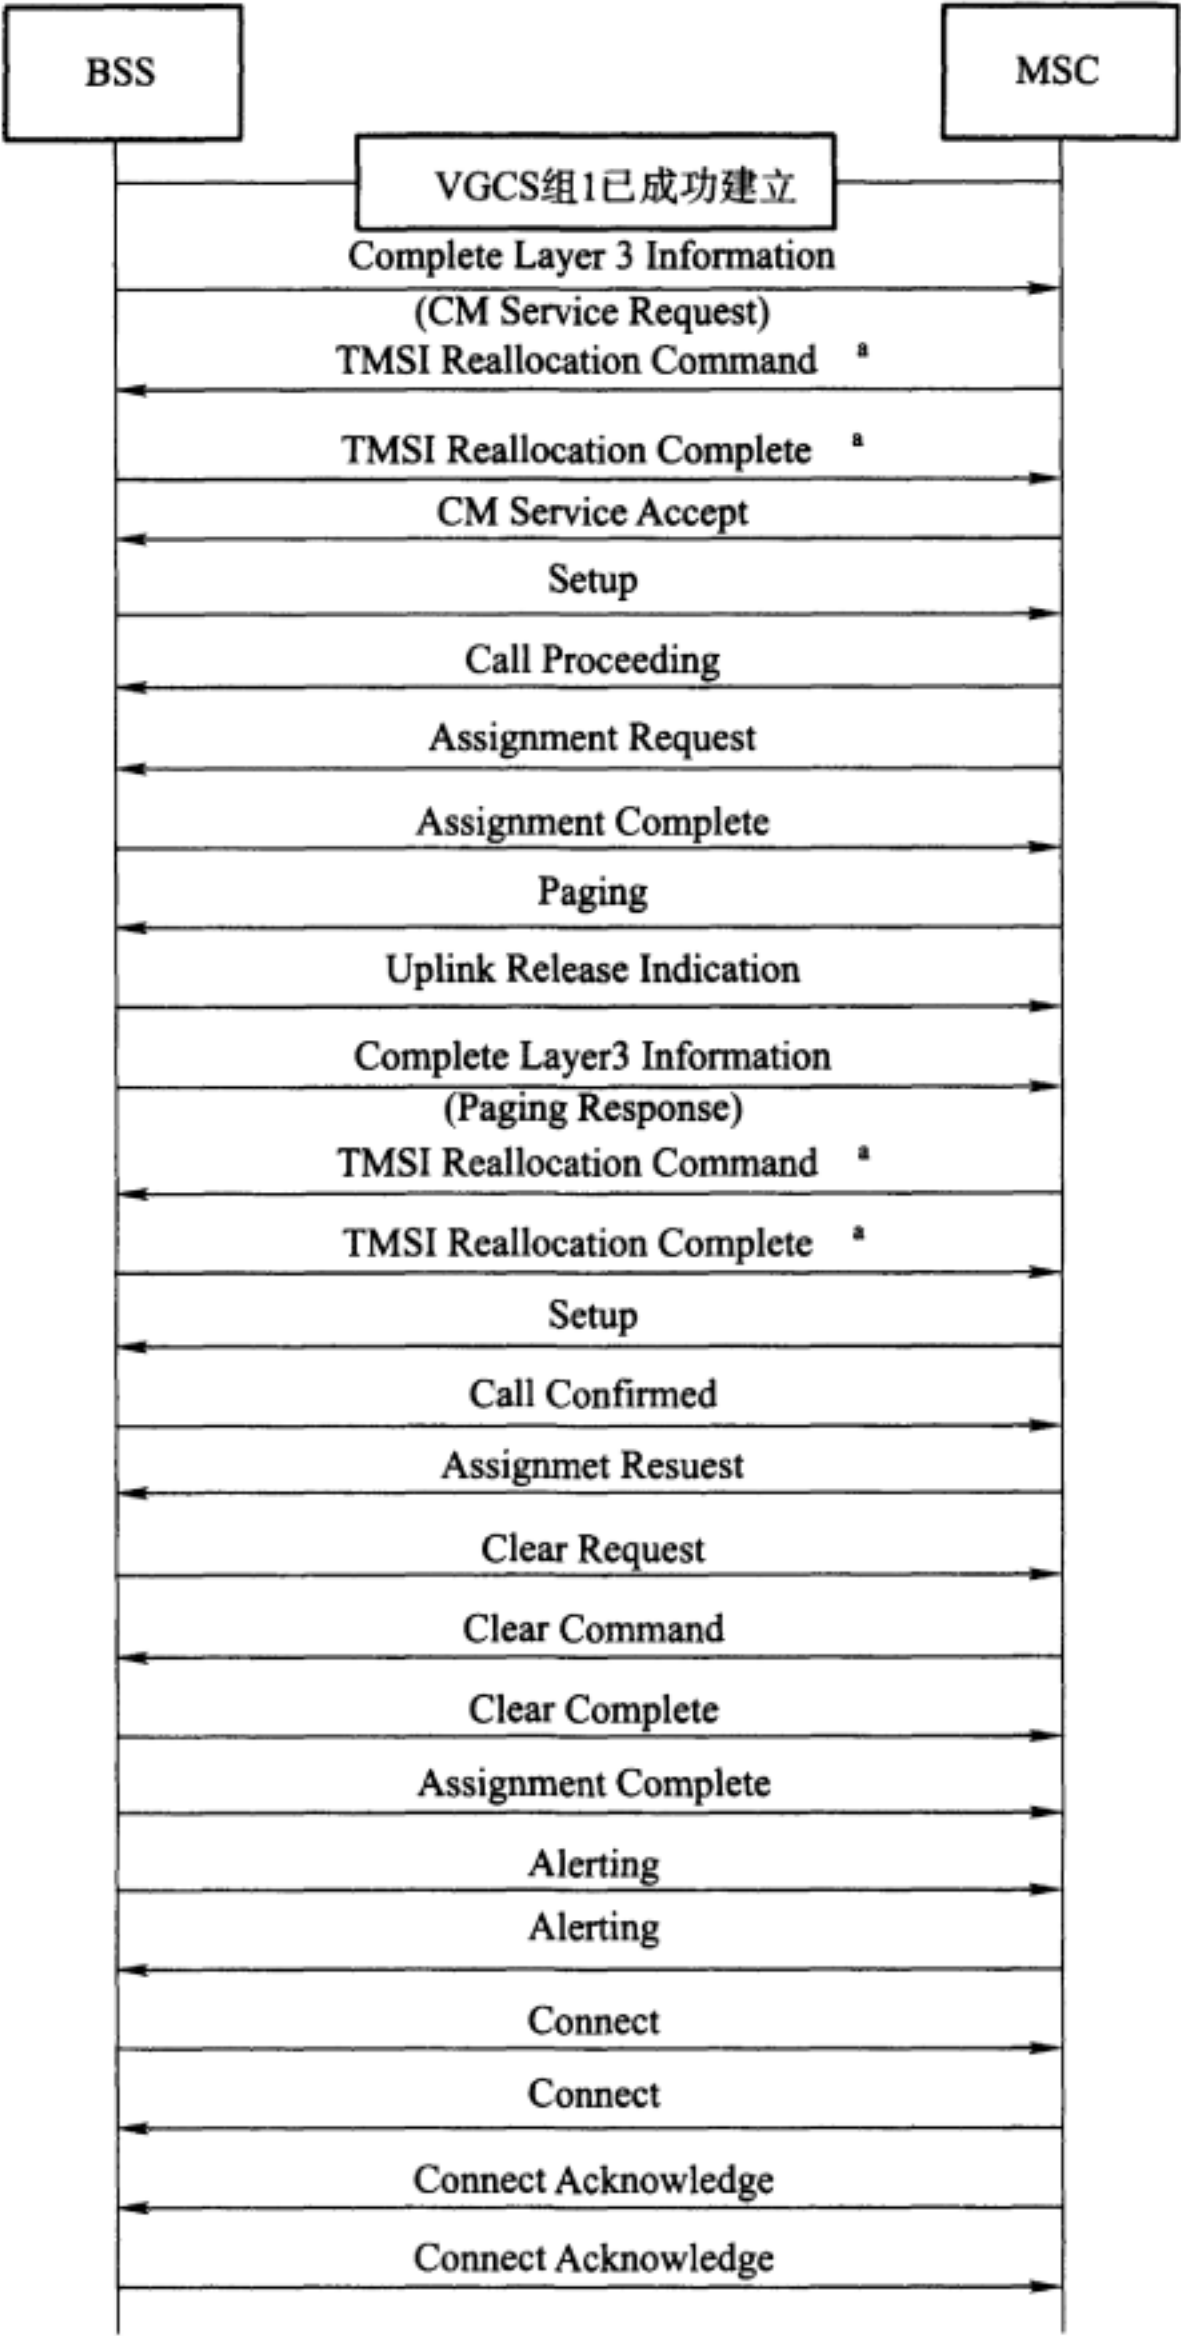 BSS
MSC
VGCS组1已成功建立
Complete Layer 3 Information
(CM Service Request)
TMSI Reallocation Command a
TMSI Reallocation Complete a
CM Service Accept
Setup
Call Proceeding
Assignment Request
Assignment Complete
Paging
Uplink Release Indication
Complete Layer3 Information
(Paging Response)
TMSI Reallocation Command a
TMSI Reallocation Complete a
Setup
Call Confirmed
Assignmet Resuest
Clear Request
Clear Command
Clear Complete
Assignment Complete
Alerting
Alerting
Connect
Connect
Connect Acknowledge
Connect Acknowledge